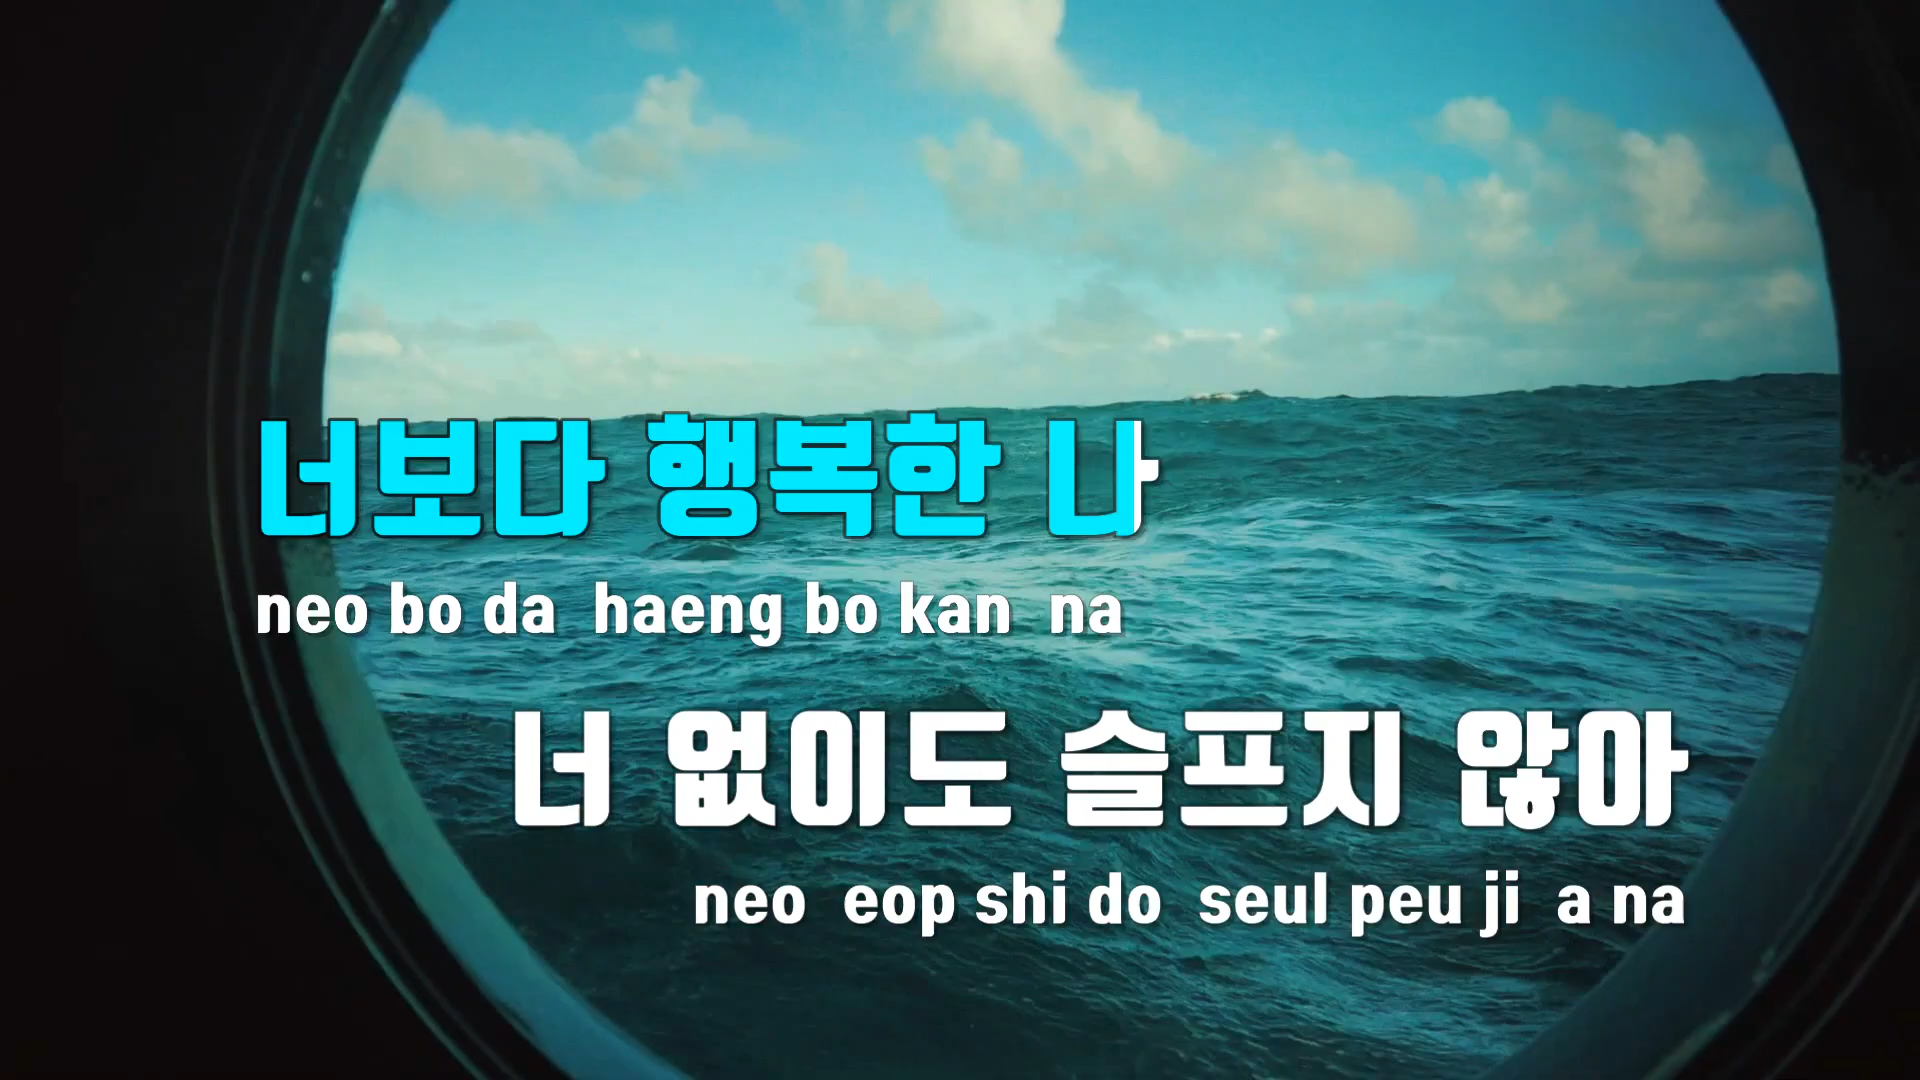 너보다 행복한 나
neo bo da haeng bo kan na
너 없이도 슬프지 않아
neo eop shi do seul peu ji a na